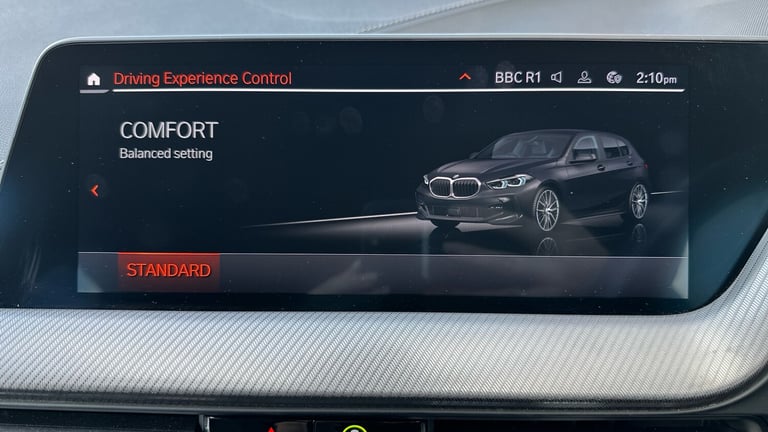 Driving Experience Control
BBC R1
2:10pm
COMFORT
Balanced setting
STANDARD